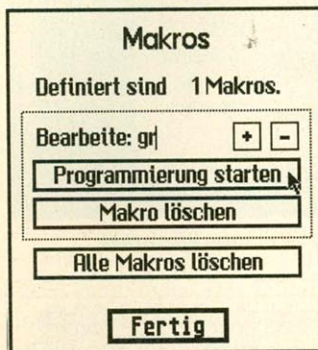 Makros
Definiert sind 1 Makros.
Bearbeite: gr + -
Programmierung starten
Makro löschen
Alle Makros löschen
Fertig